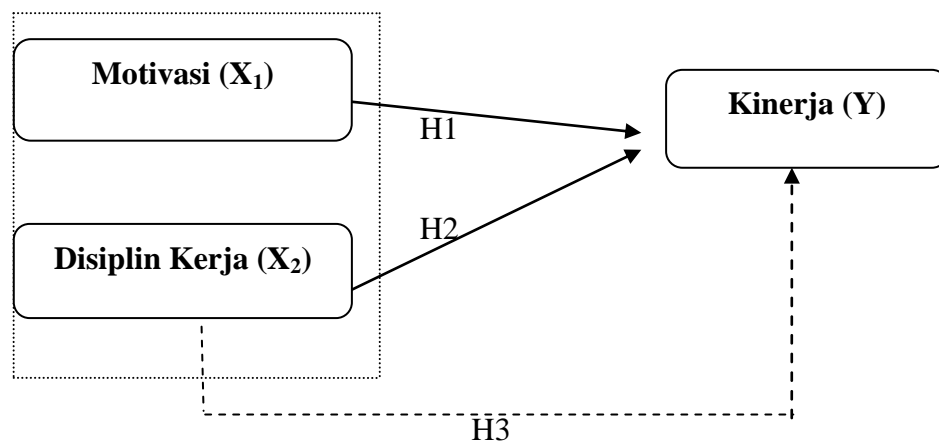 Motivasi (X₁)
Kinerja (Y)
H1
H2
Disiplin Kerja (X₂)
H3